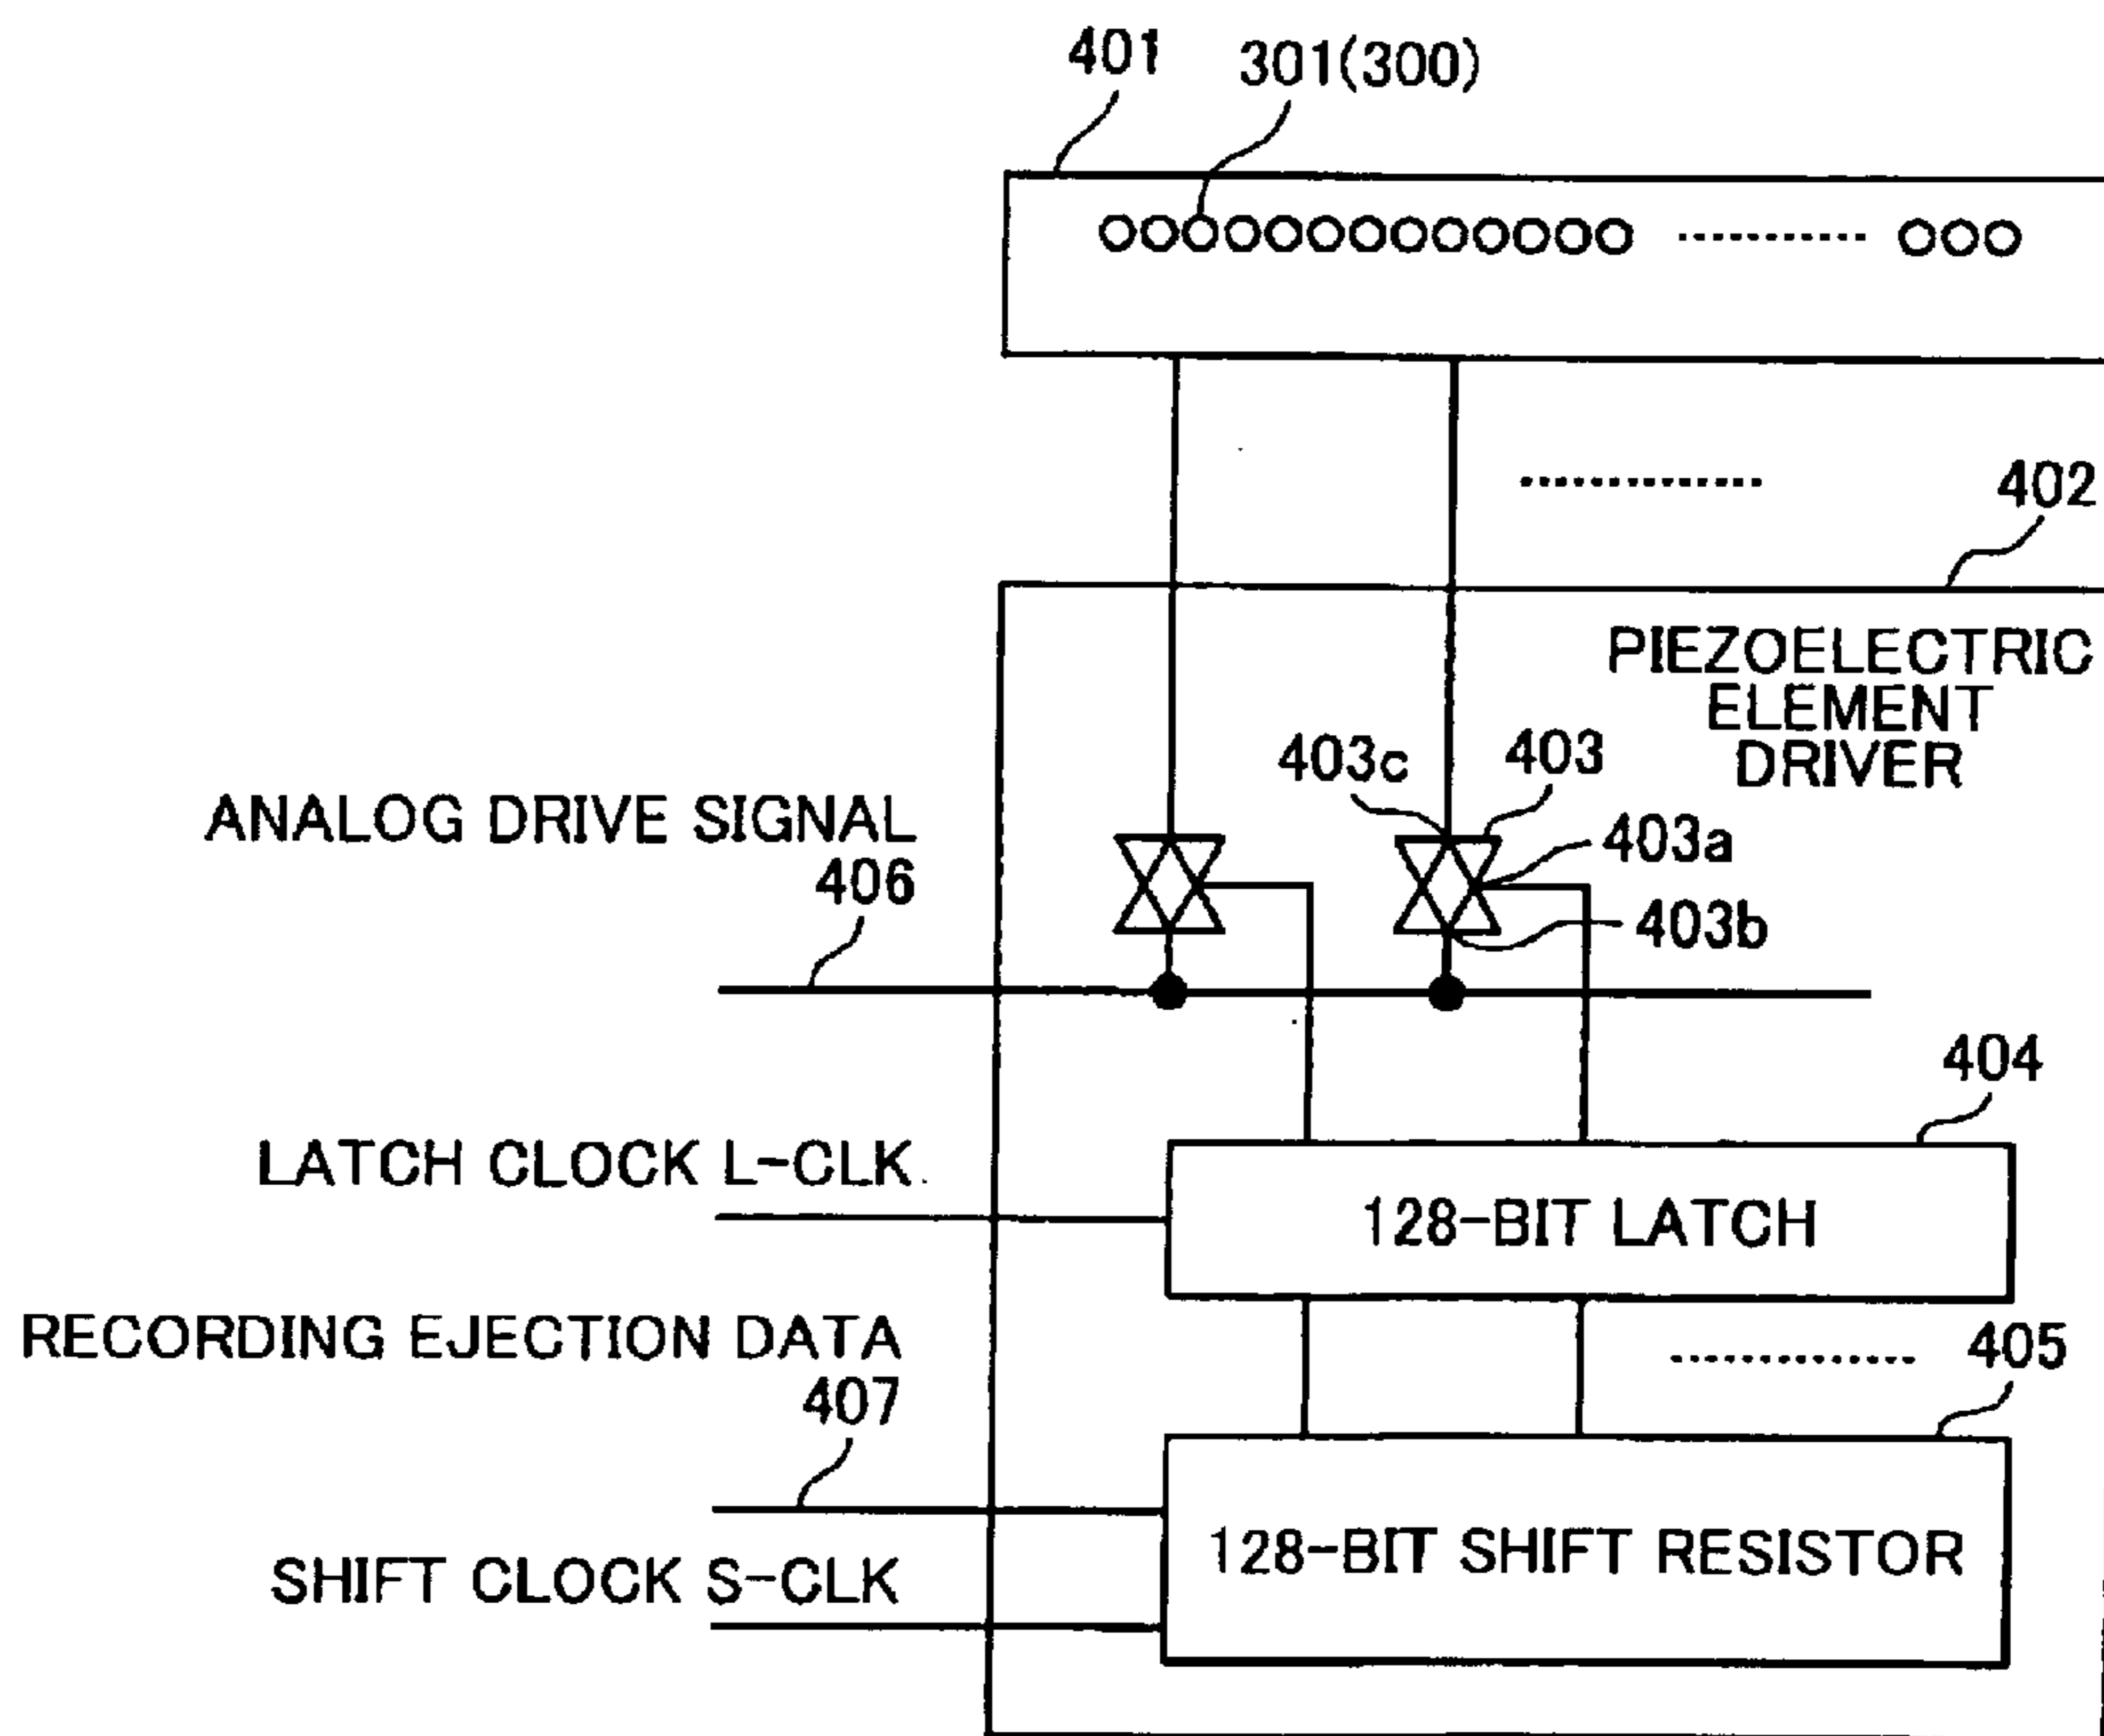 401
301(300)
402
PIEZOELECTRIC
ELEMENT
DRIVER
403c
403
403a
403b
ANALOG DRIVE SIGNAL
406
404
LATCH CLOCK L-CLK
128-BIT LATCH
RECORDING EJECTION DATA
407
405
128-BIT SHIFT RESISTOR
SHIFT CLOCK S-CLK